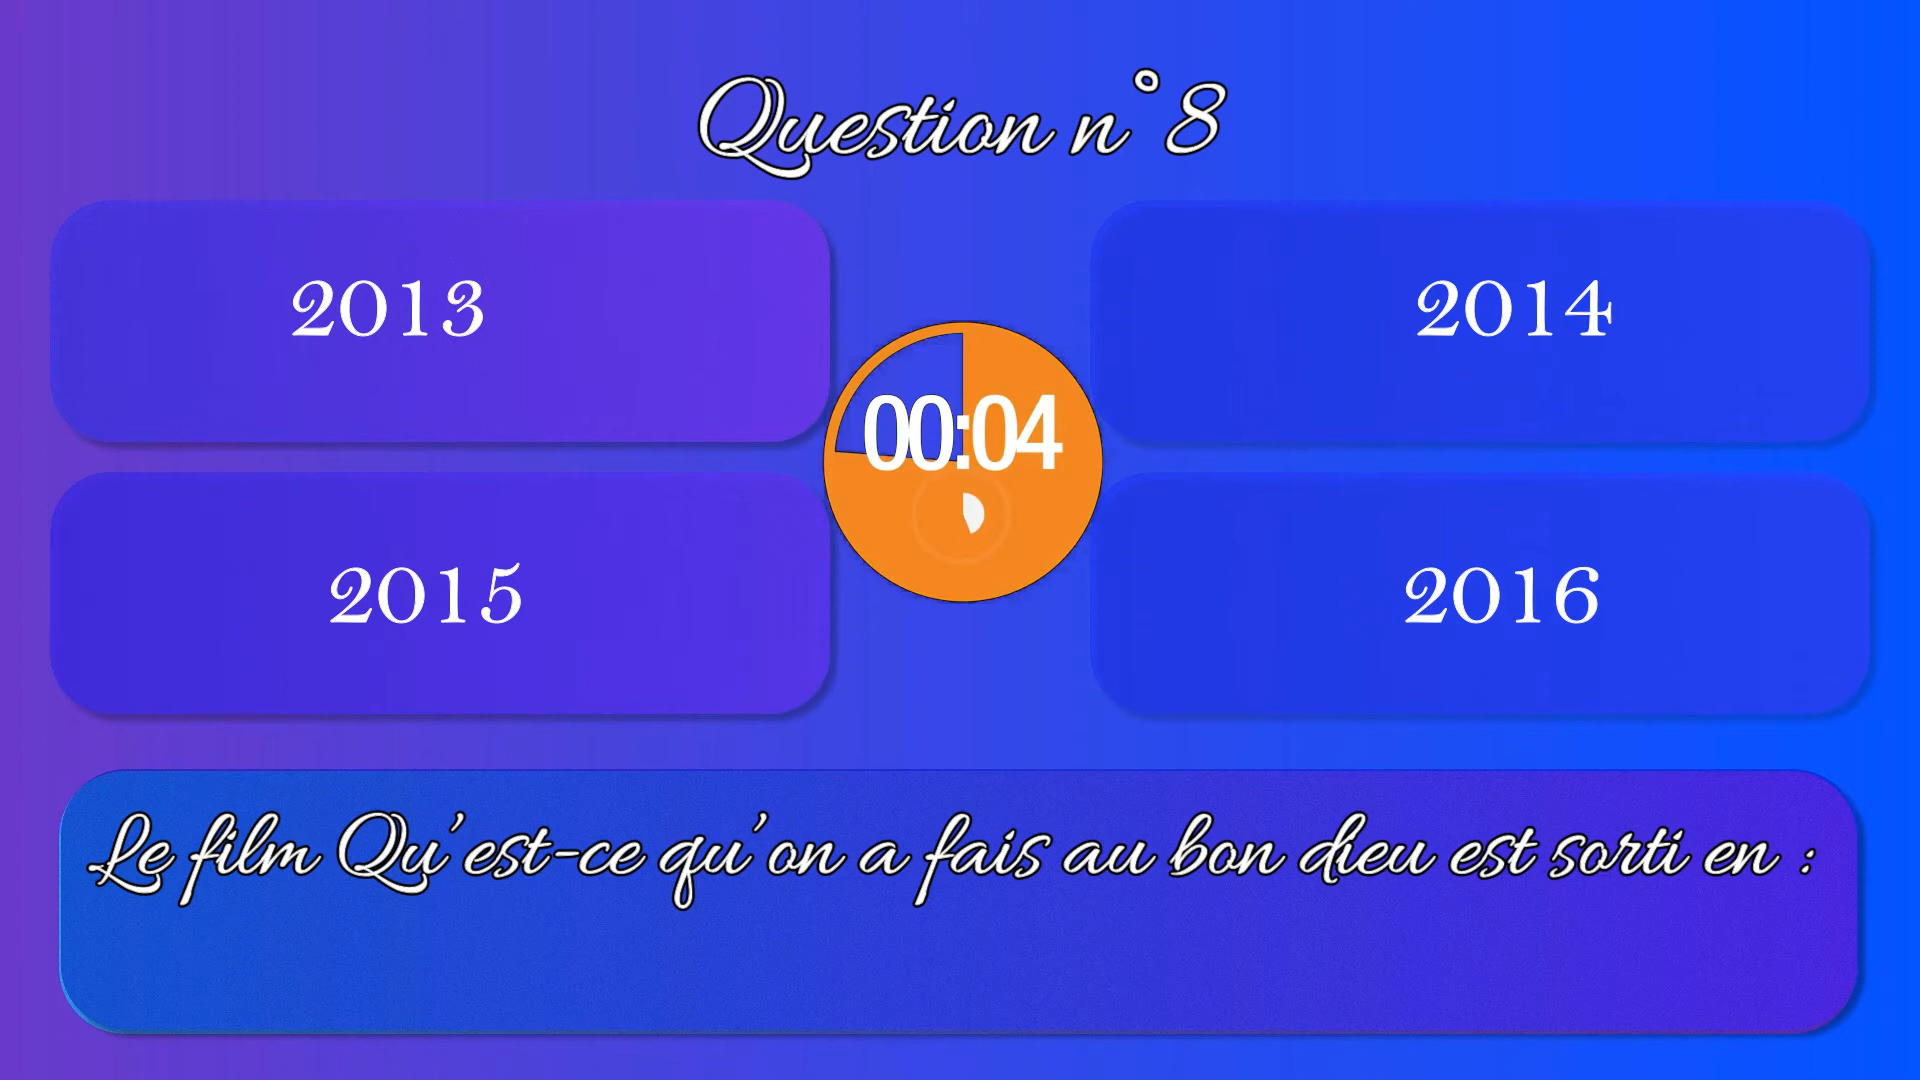 Question n°8
2013
2014
00:04
2015
2016
Le film Qu'est-ce qu'on a fais au bon dieu est sorti en :